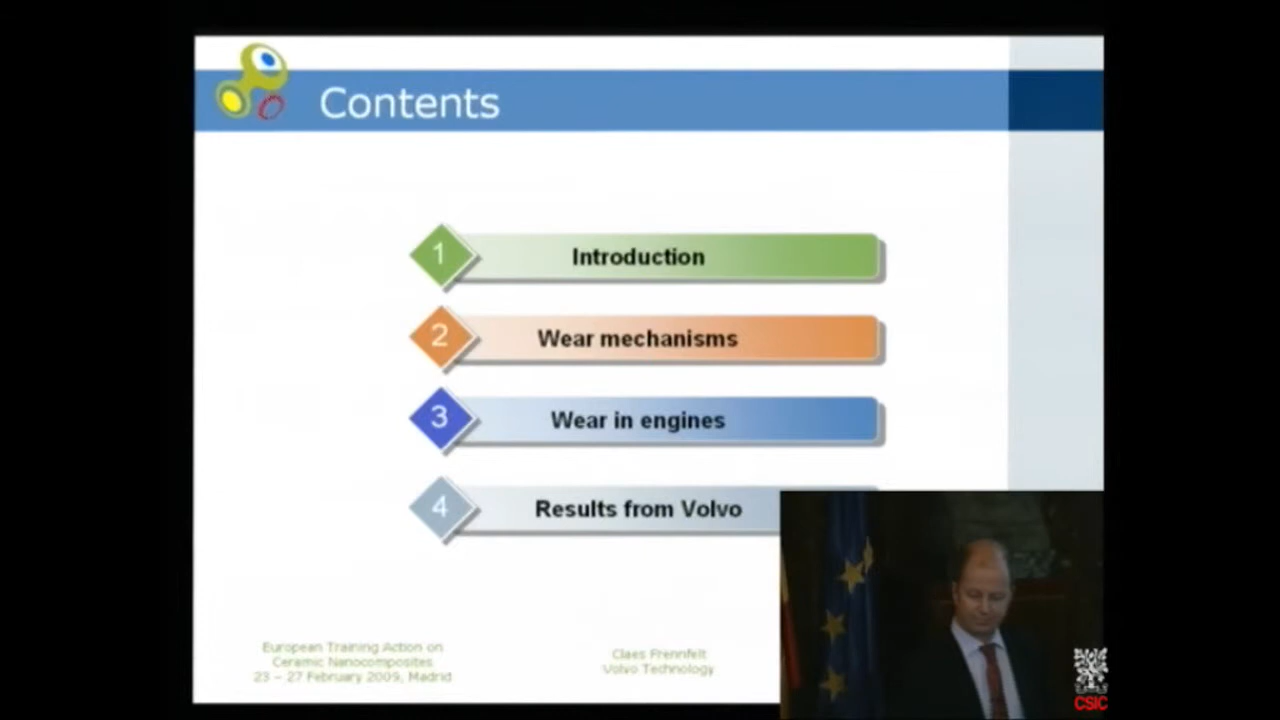 Contents
1
Introduction
2
Wear mechanisms
3
Wear in engines
4
Results from Volvo
European Training Action on
Ceramic Nanocomposites
23 – 27 February 2009, Madrid
Claes Frennfelt
Volvo Technology
CSIC